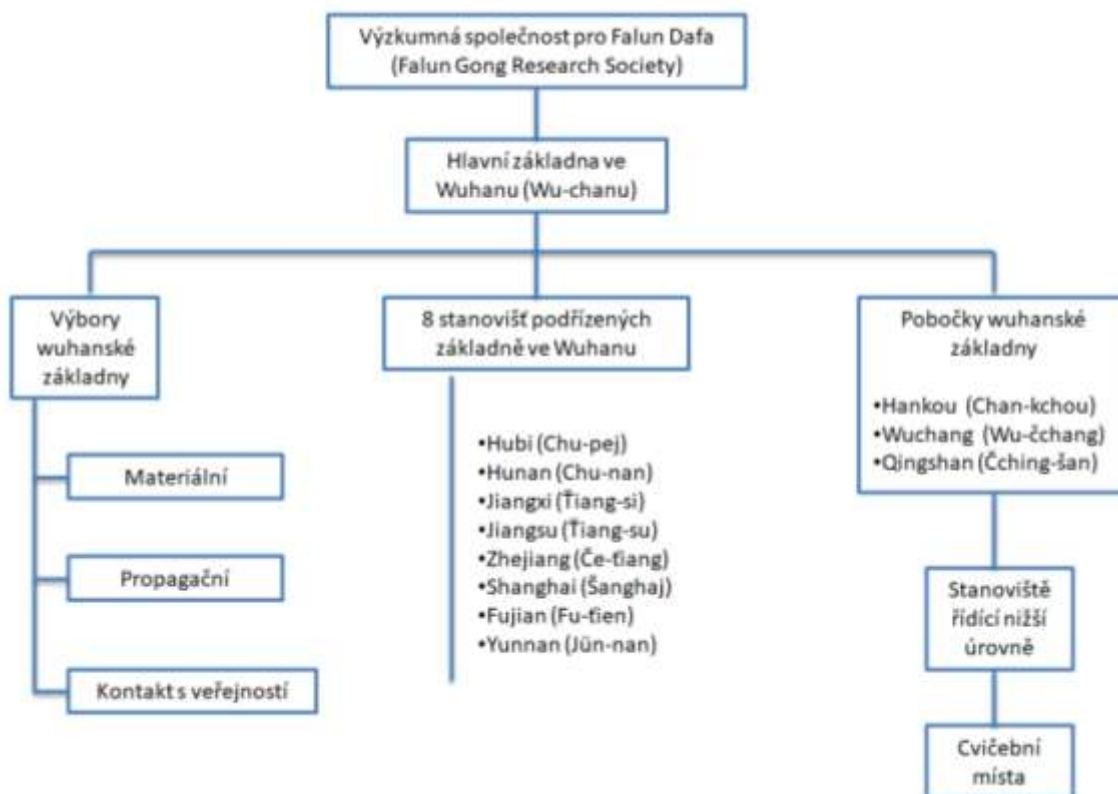 Výzkumná společnost pro Falun Dafa
(Falun Gong Research Society)
Hlavní základna ve
Wuhanu (Wu-chanu)
Výbory
wuhanské
základny
Materiální
Propagační
Kontakt s veřejností
8 stanovišť podřízených
základně ve Wuhanu
•Hubi (Chu-pej)
•Hunan (Chu-nan)
•Jiangxi (Ťiang-si)
•Jiangsu (Ťiang-su)
•Zhejiang (Če-ťiang)
•Shanghai (Šanghaj)
•Fujian (Fu-ťien)
•Yunnan (Jün-nan)
Pobočky wuhanské
základny
•Hankou (Chan-kchou)
•Wuchang (Wu-čchang)
•Qingshan (Čching-šan)
Stanoviště
řídící nižší
úrovně
Cvičební
místa